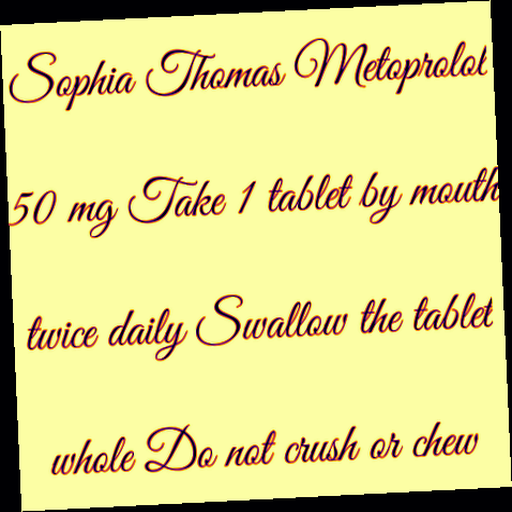 Sophia Thomas Metoprolol
50 mg Take 1 tablet by mouth
twice daily Swallow the tablet
whole Do not crush or chew